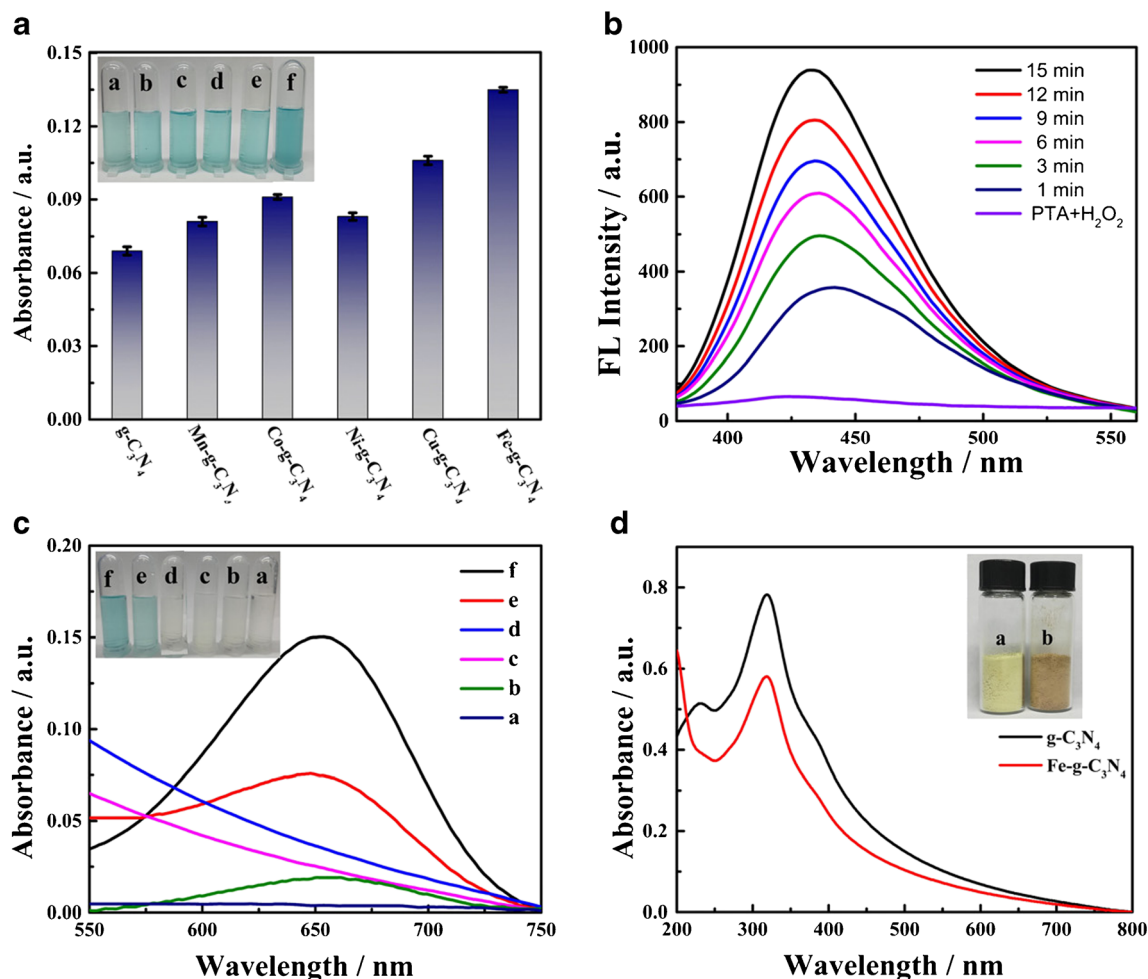 a
0.15
0.12
0.09
0.06
0.03
0.00
Absorbance / a.u.
a b c d e f
g-C₃N₄
Mn-g-C₃N₄
Co-g-C₃N₄
Ni-g-C₃N₄
Cu-g-C₃N₄
Fe-g-C₃N₄
b
1000
800
600
400
200
0
FL Intensity / a.u.
15 min
12 min
9 min
6 min
3 min
1 min
PTA+H₂O₂
400 450 500 550
Wavelength / nm
c
0.20
0.15
0.10
0.05
0.00
Absorbance / a.u.
f e d c b a
f
e
d
c
b
a
550 600 650 700 750
Wavelength / nm
d
0.8
0.6
0.4
0.2
0.0
Absorbance / a.u.
a b
g-C₃N₄
Fe-g-C₃N₄
200 300 400 500 600 700 800
Wavelength / nm